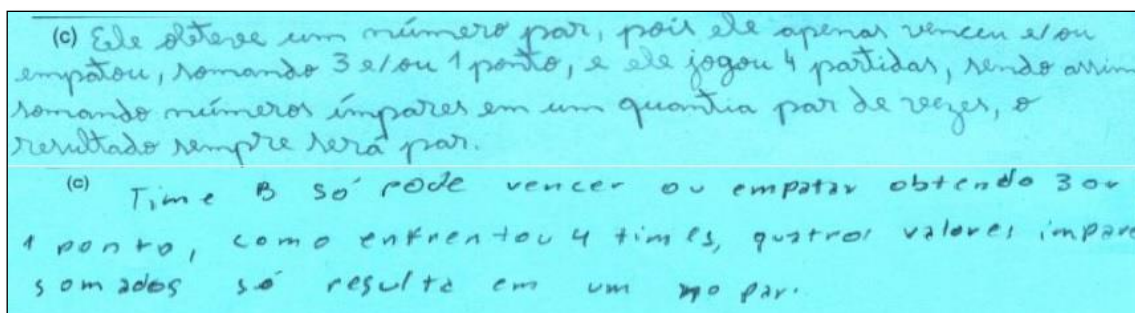 (c) Ele obteve um número par, pois ele apenas venceu e/ou
empatou, somando 3 e/ou 1 ponto, e ele jogou 4 partidas, sendo assim
somando números ímpares em um quantia par de vezes, o
resultado sempre será par.
(c) Time B só pode vencer ou empatar obtendo 3 or
1 ponto, como enfrentou 4 times, quatros valores impare
somados só resulta em um no par.